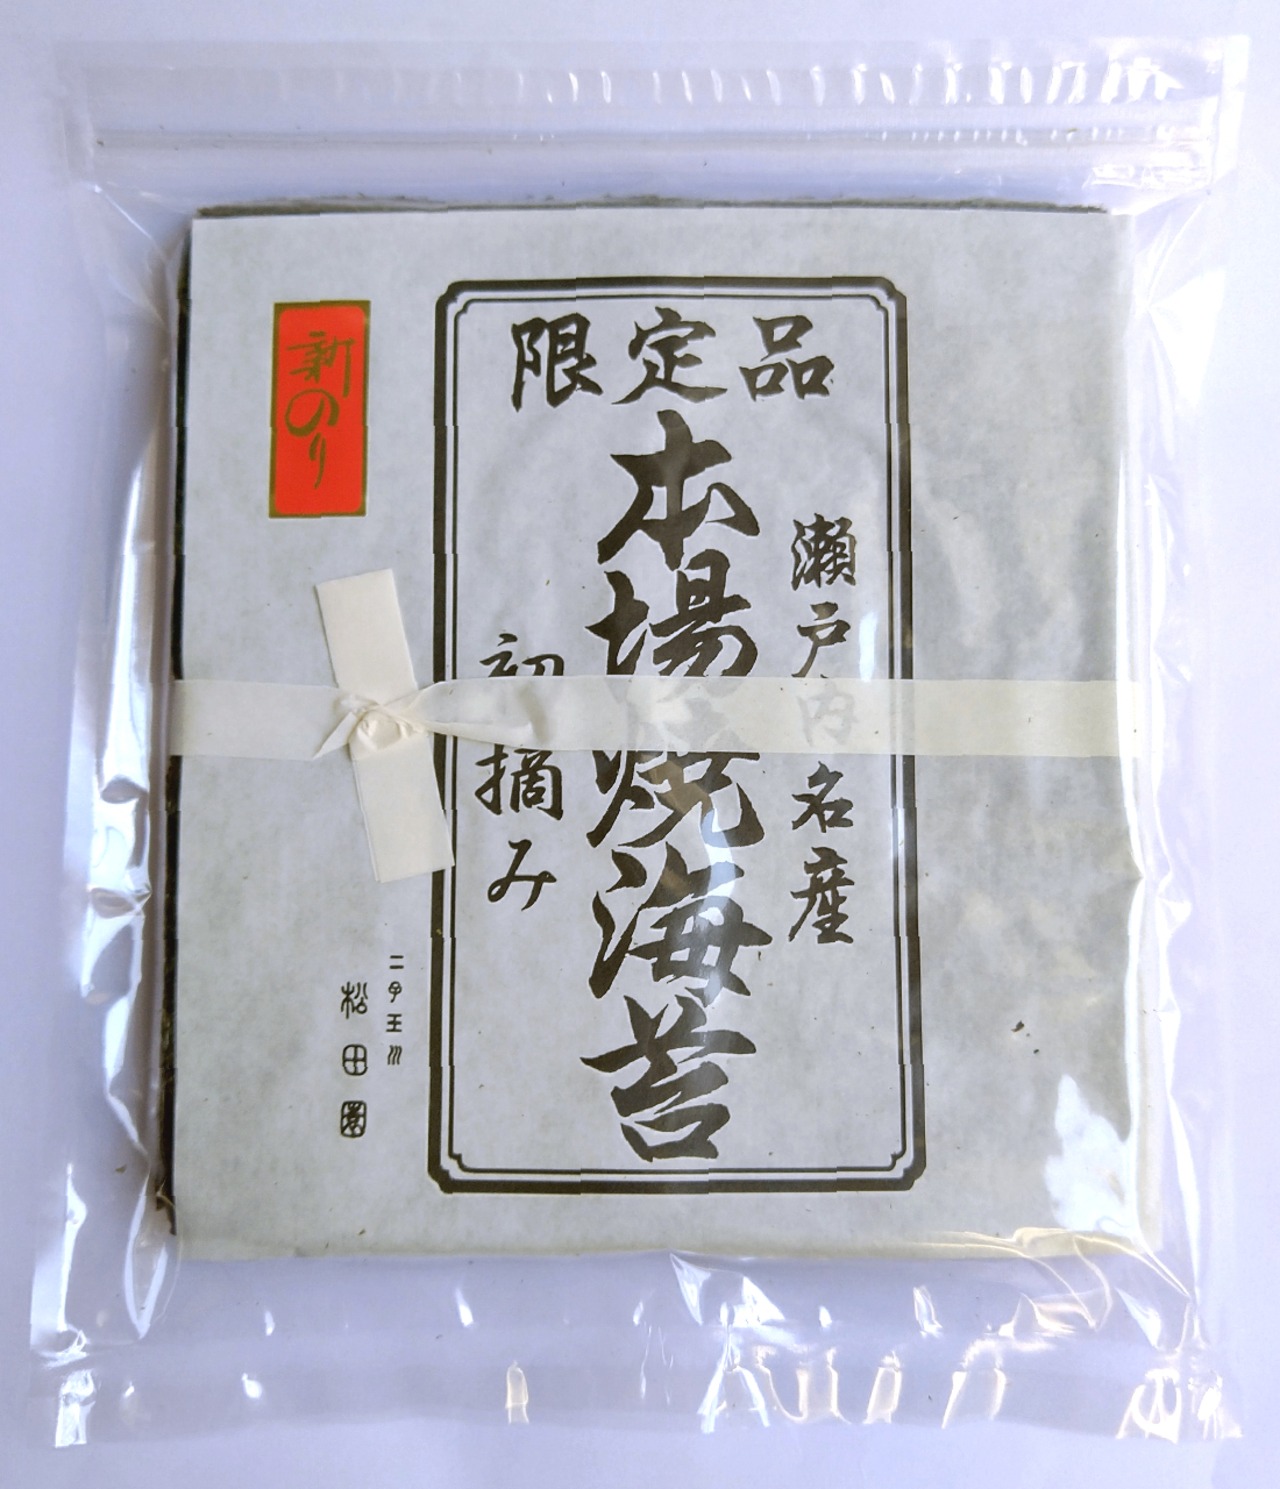 限定品
瀬戸内名産
本場焼海苔
初摘み
新のり
二子玉川
松田園